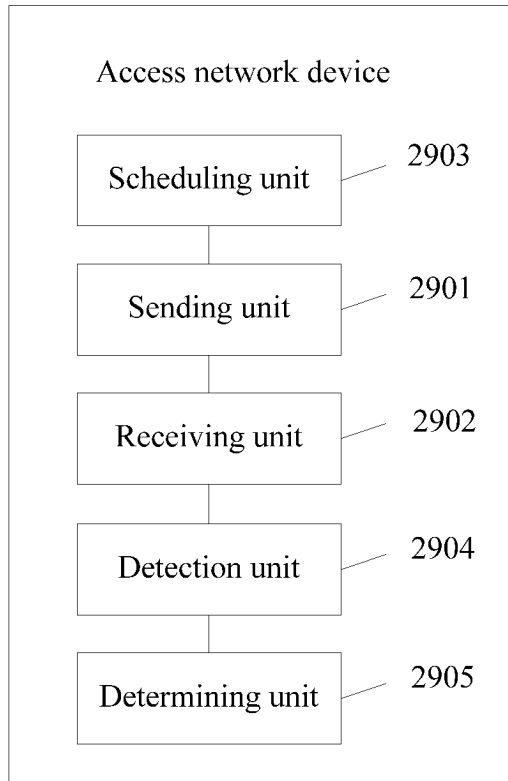 Access network device
Scheduling unit
2903
Sending unit
2901
Receiving unit
2902
Detection unit
2904
Determining unit
2905